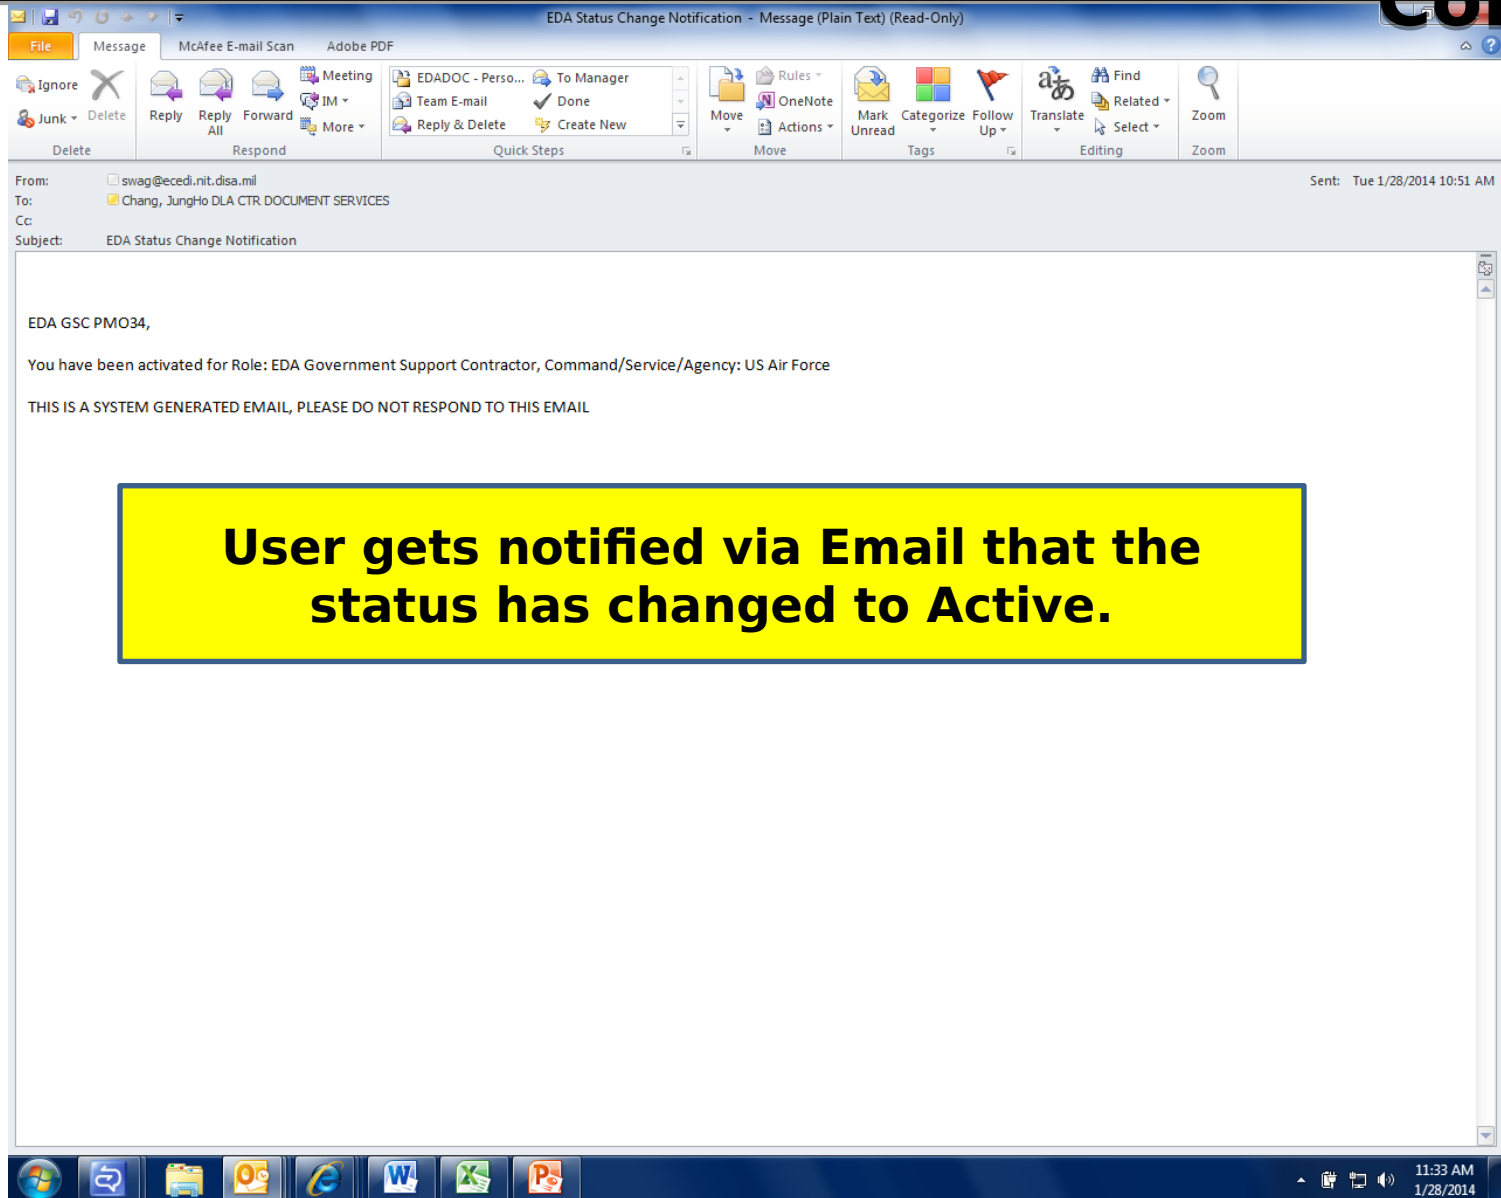 EDA Status Change Notification - Message (Plain Text) (Read-Only)
File Message McAfee E-mail Scan Adobe PDF
Ignore
Junk
Delete
Reply
Reply All
Forward
Meeting
IM
More
EDADOC - Perso...
To Manager
Team E-mail
Done
Reply & Delete
Create New
Move
Rules
OneNote
Actions
Mark Unread
Categorize
Follow Up
Translate
Find
Related
Select
Zoom
Delete Respond Quick Steps Move Tags Editing Zoom
From: swag@ecedi.nit.disa.mil
Sent: Tue 1/28/2014 10:51 AM
To: Chang, JungHo DLA CTR DOCUMENT SERVICES
Cc:
Subject: EDA Status Change Notification
EDA GSC PMO34,
You have been activated for Role: EDA Government Support Contractor, Command/Service/Agency: US Air Force
THIS IS A SYSTEM GENERATED EMAIL, PLEASE DO NOT RESPOND TO THIS EMAIL
User gets notified via Email that the
status has changed to Active.
11:33 AM
1/28/2014